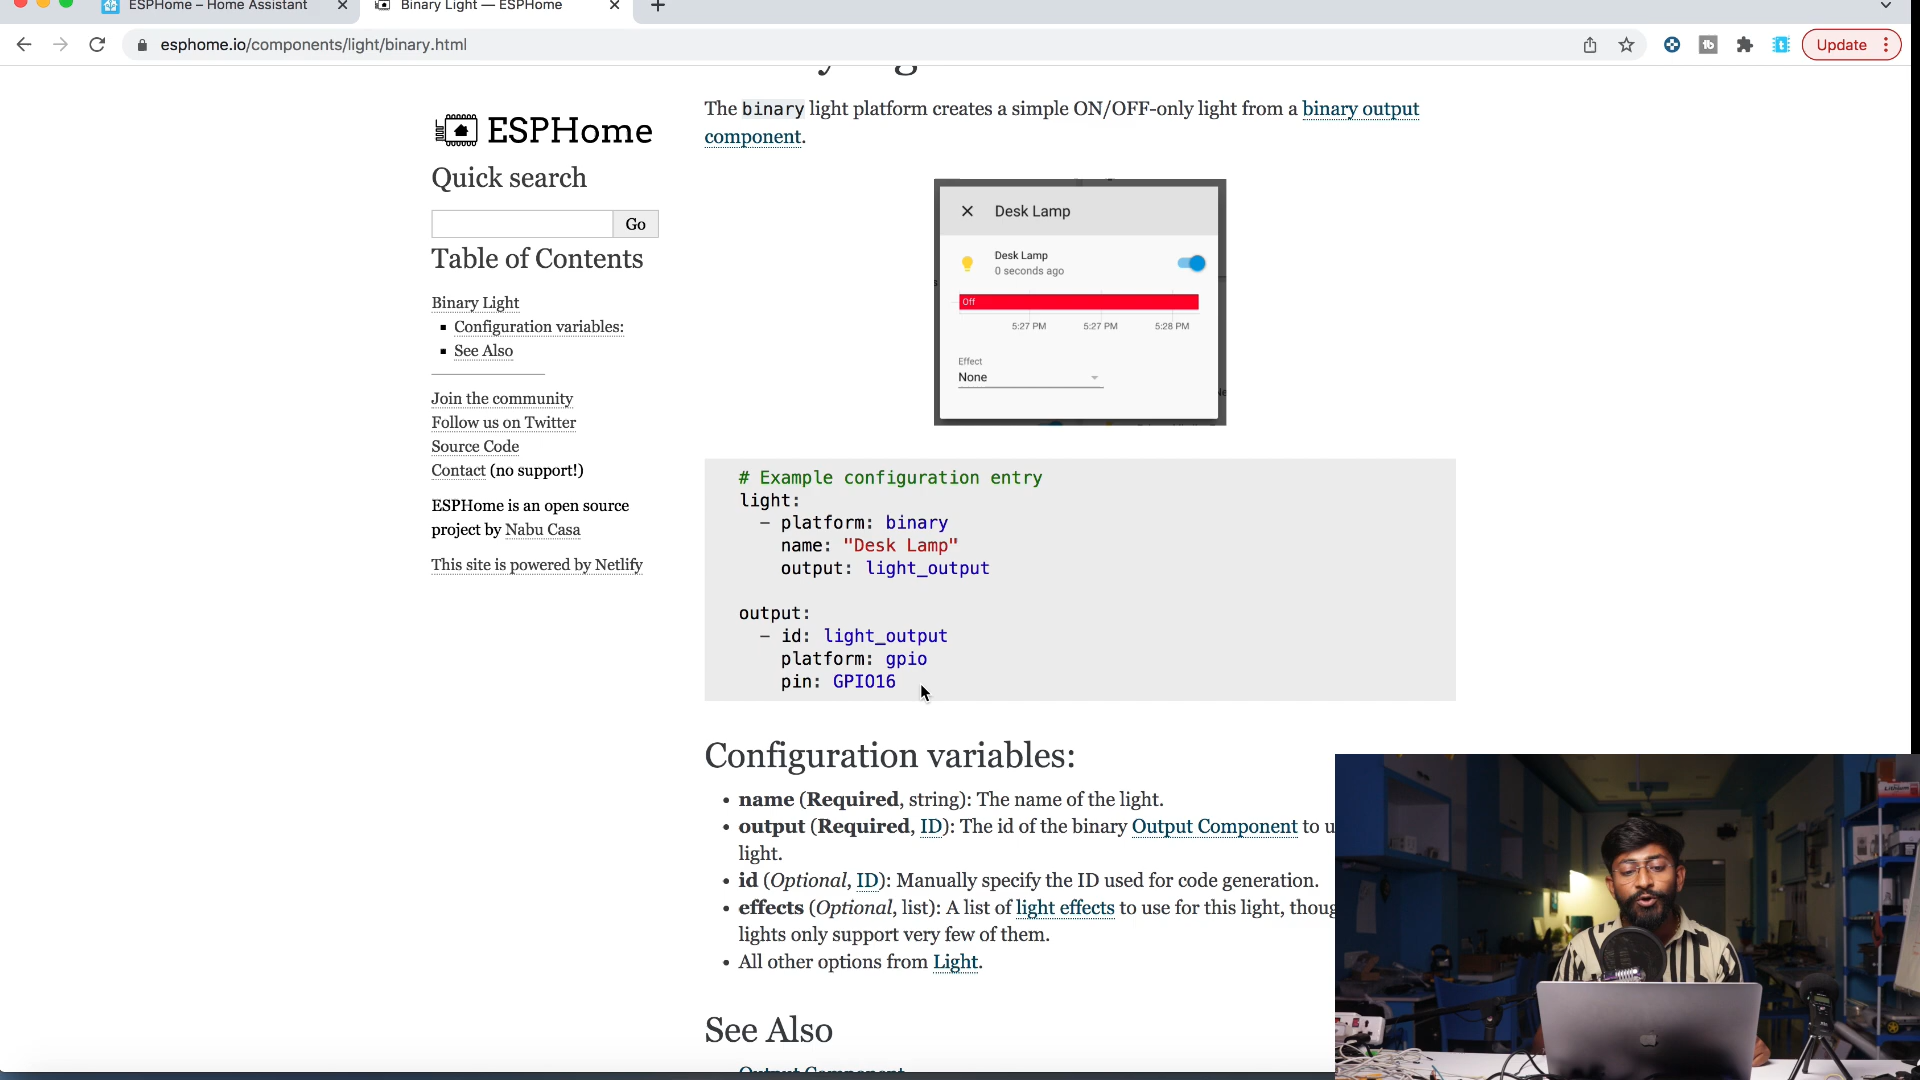 ESPHome – Home Assistant
Binary Light — ESPHome
esphome.io/components/light/binary.html
Update
The binary light platform creates a simple ON/OFF-only light from a binary output
component.
ESPHome
Quick search
Go
Table of Contents
Binary Light
Configuration variables:
See Also
Join the community
Follow us on Twitter
Source Code
Contact (no support!)
ESPHome is an open source
project by Nabu Casa
This site is powered by Netlify
Desk Lamp
Desk Lamp
0 seconds ago
Off
5:27 PM 5:27 PM 5:28 PM
Effect
None
# Example configuration entry
light:
- platform: binary
name: "Desk Lamp"
output: light_output
output:
- id: light_output
platform: gpio
pin: GPIO16
Configuration variables:
• name (Required, string): The name of the light.
• output (Required, ID): The id of the binary Output Component to u
light.
• id (Optional, ID): Manually specify the ID used for code generation.
• effects (Optional, list): A list of light effects to use for this light, thoug
lights only support very few of them.
• All other options from Light.
See Also
Output Component